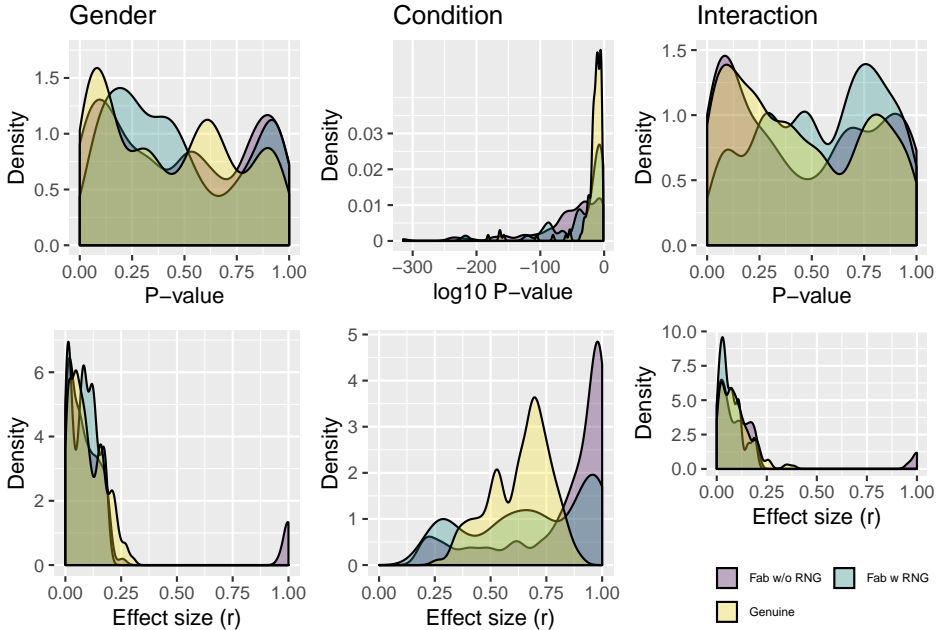 Gender
Condition
Interaction
Density
1.5
1.0
0.5
0.0
0.00 0.25 0.50 0.75 1.00
P−value
Density
0.03
0.02
0.01
0
−300 −200 −100 0
log10 P−value
Density
1.5
1.0
0.5
0.0
0.00 0.25 0.50 0.75 1.00
P−value
Density
6
4
2
0
0.00 0.25 0.50 0.75 1.00
Effect size (r)
Density
5
4
3
2
1
0
0.00 0.25 0.50 0.75 1.00
Effect size (r)
Density
10.0
7.5
5.0
2.5
0.0
0.00 0.25 0.50 0.75 1.00
Effect size (r)
Fab w/o RNG Fab w RNG
Genuine